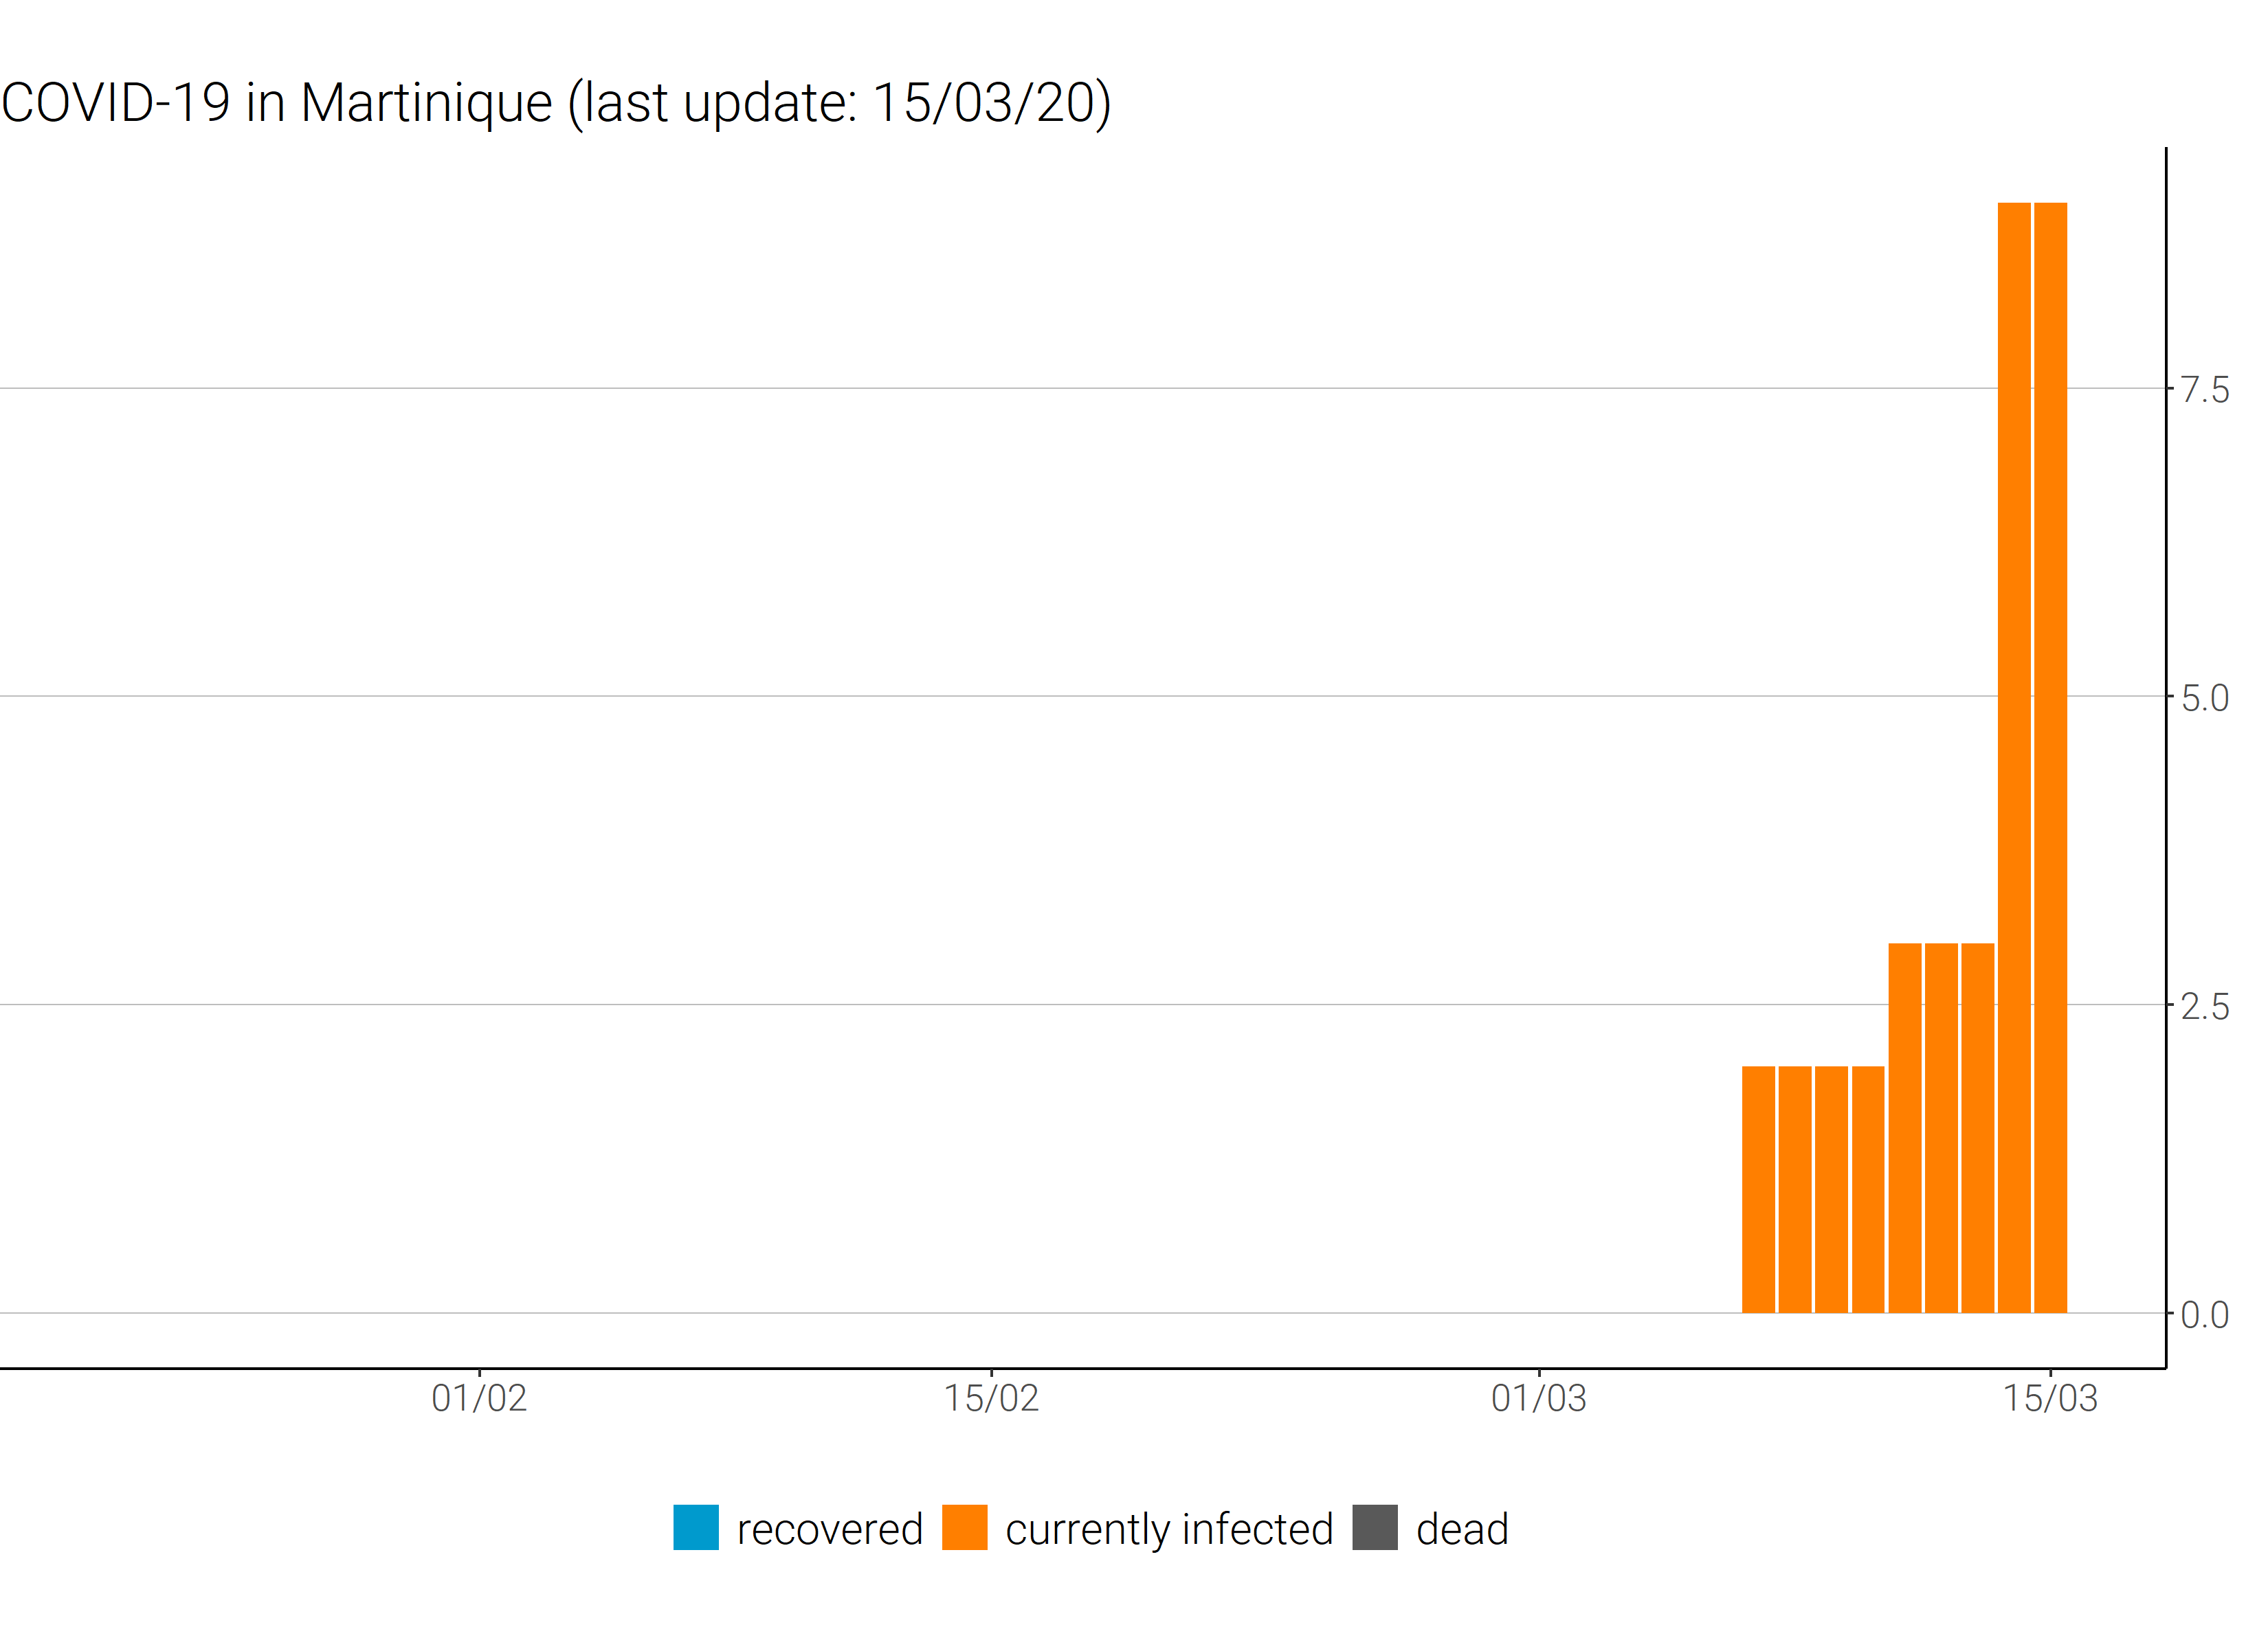 COVID-19 in Martinique (last update: 15/03/20)
7.5
5.0
2.5
0.0
01/02 15/02 01/03 15/03
recovered currently infected dead